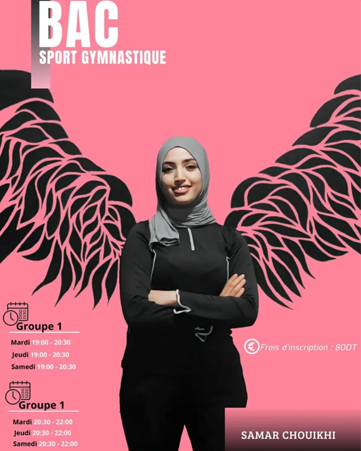 BAC
SPORT GYMNASTIQUE
Groupe 1
Mardi 19:00 - 20:30
Jeudi 19:00 - 20:30
Samedi 19:00 - 20:30
Frais d'inscription : 80DT
Groupe 1
Mardi 20:30 - 22:00
Jeudi 20:30 - 22:00
Samedi 20:30 - 22:00
SAMAR CHOUIKHI